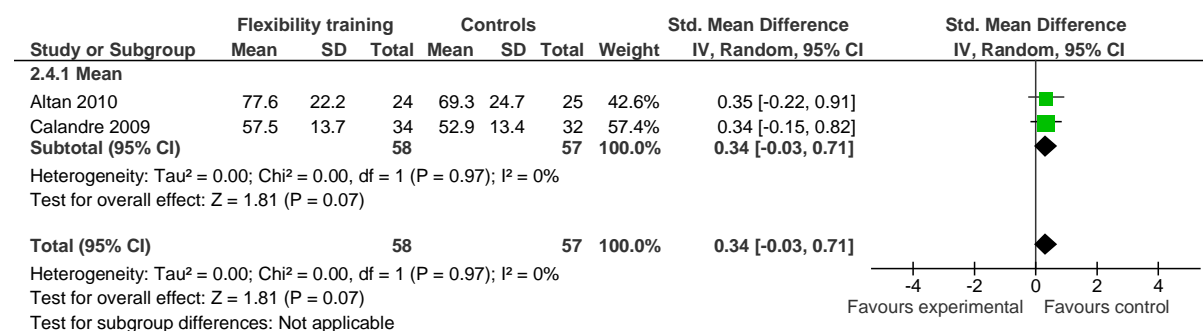 Flexibility training Controls Std. Mean Difference Std. Mean Difference
Study or Subgroup Mean SD Total Mean SD Total Weight IV, Random, 95% CI IV, Random, 95% CI
2.4.1 Mean
Altan 2010 77.6 22.2 24 69.3 24.7 25 42.6% 0.35 [-0.22, 0.91]
Calandre 2009 57.5 13.7 34 52.9 13.4 32 57.4% 0.34 [-0.15, 0.82]
Subtotal (95% CI) 58 57 100.0% 0.34 [-0.03, 0.71]
Heterogeneity: Tau² = 0.00; Chi² = 0.00, df = 1 (P = 0.97); I² = 0%
Test for overall effect: Z = 1.81 (P = 0.07)
Total (95% CI) 58 57 100.0% 0.34 [-0.03, 0.71]
Heterogeneity: Tau² = 0.00; Chi² = 0.00, df = 1 (P = 0.97); I² = 0%
Test for overall effect: Z = 1.81 (P = 0.07)
Test for subgroup differences: Not applicable
-4 -2 0 2 4
Favours experimental Favours control